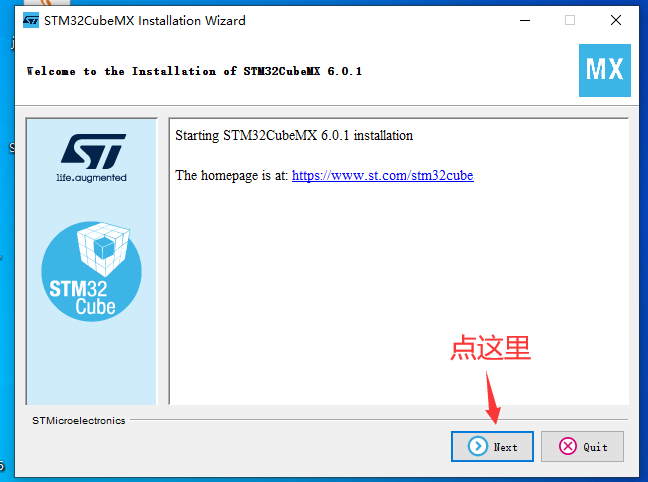 STM32CubeMX Installation Wizard
Welcome to the Installation of STM32CubeMX 6.0.1
MX
life.augmented
STM32
Cube
Starting STM32CubeMX 6.0.1 installation
The homepage is at: https://www.st.com/stm32cube
点这里
STMicroelectronics
Next
Quit